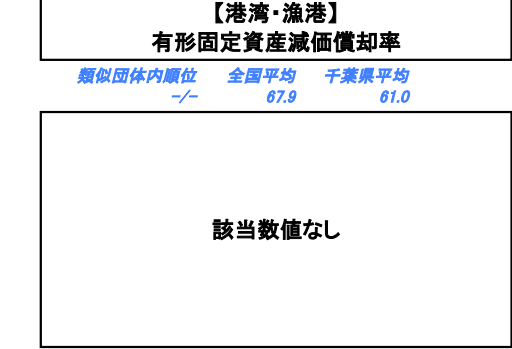 【港湾・漁港】
有形固定資産減価償却率
類似団体内順位 全国平均 千葉県平均
-/- 67.9 61.0
該当数値なし